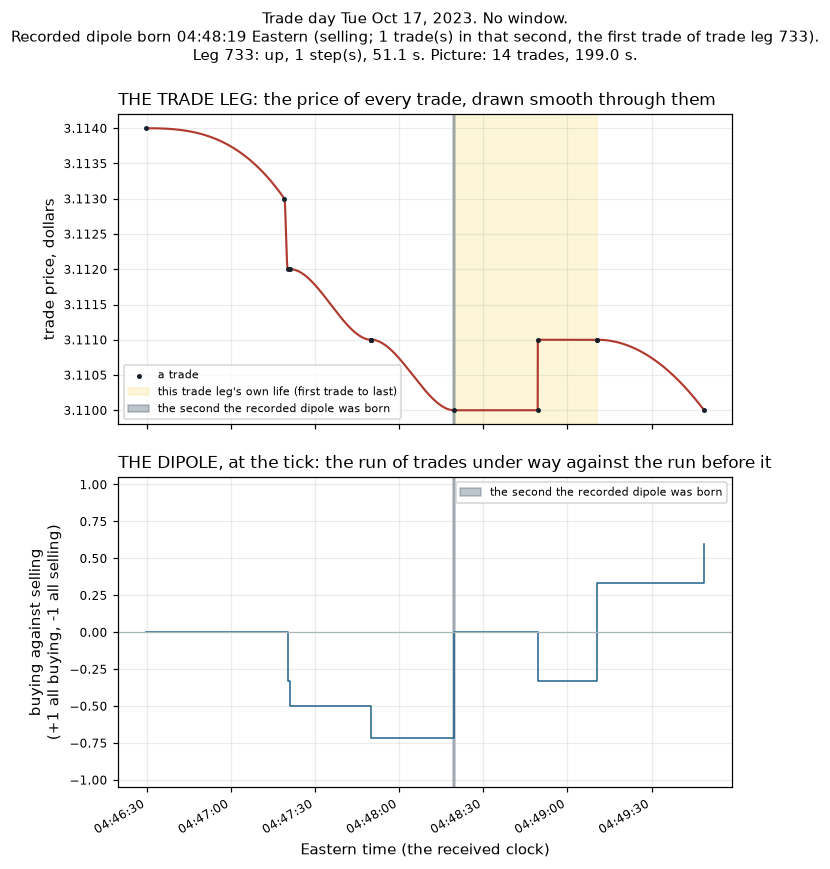 Trade day Tue Oct 17, 2023. No window.
Recorded dipole born 04:48:19 Eastern (selling; 1 trade(s) in that second, the first trade of trade leg 733).
Leg 733: up, 1 step(s), 51.1 s. Picture: 14 trades, 199.0 s.
THE TRADE LEG: the price of every trade, drawn smooth through them
trade price, dollars
3.1140
3.1135
3.1130
3.1125
3.1120
3.1115
3.1110
3.1105
3.1100
a trade
this trade leg's own life (first trade to last)
the second the recorded dipole was born
THE DIPOLE, at the tick: the run of trades under way against the run before it
buying against selling
(+1 all buying, -1 all selling)
1.00
0.75
0.50
0.25
0.00
−0.25
−0.50
−0.75
−1.00
the second the recorded dipole was born
04:46:30
04:47:00
04:47:30
04:48:00
04:48:30
04:49:00
04:49:30
Eastern time (the received clock)